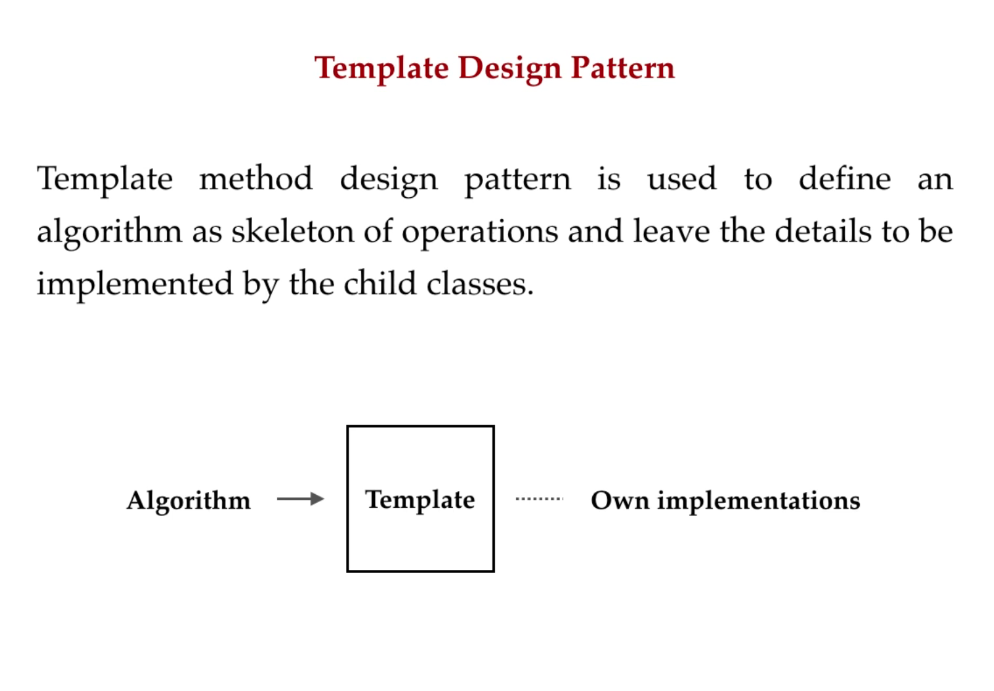 Template Design Pattern
Template method design pattern is used to define an
algorithm as skeleton of operations and leave the details to be
implemented by the child classes.
Algorithm
Template
Own implementations